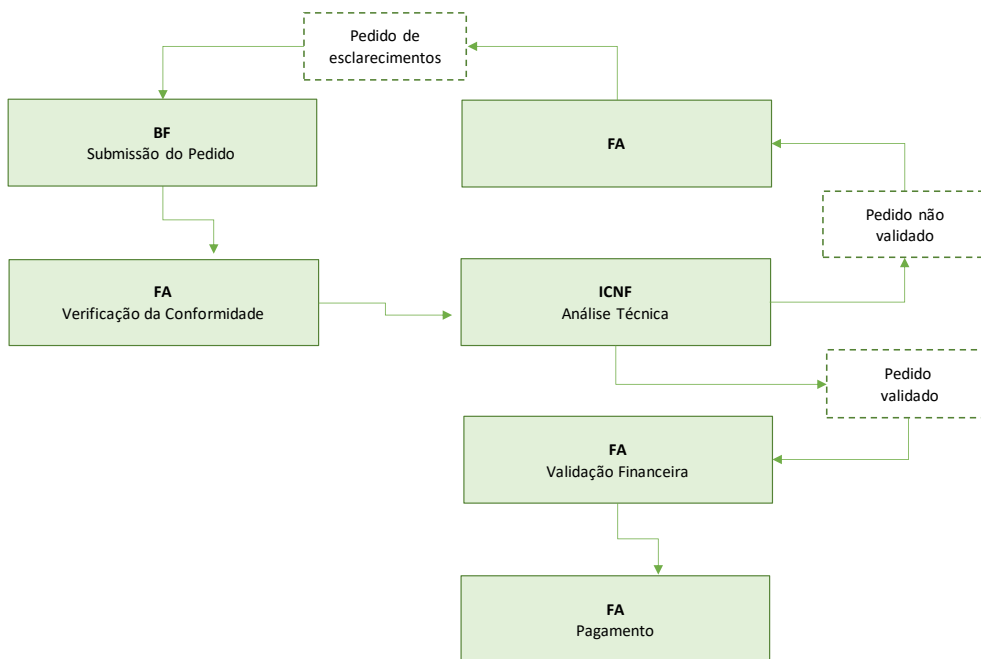 Pedido de
esclarecimentos
BF
Submissão do Pedido
FA
Pedido não
validado
FA
Verificação da Conformidade
ICNF
Análise Técnica
Pedido
validado
FA
Validação Financeira
FA
Pagamento